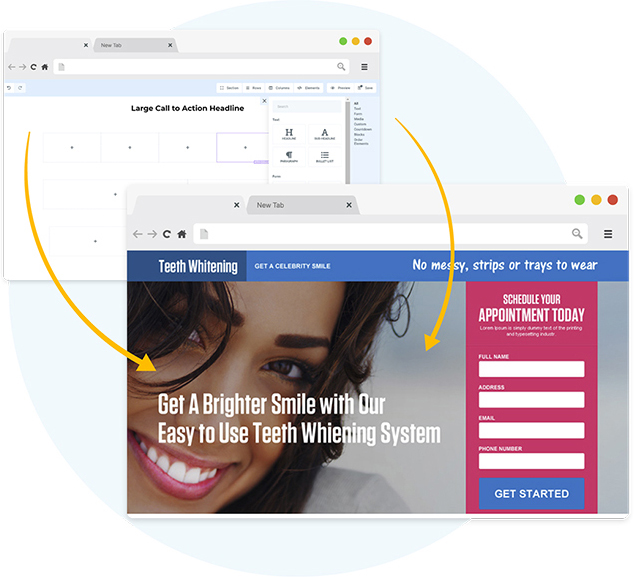 New Tab
Section Rows Columns Elements Preview Save
Large Call to Action Headline
Search
Text
H
HEADLINE
A
SUB HEADLINE
PARAGRAPH
BULLET LIST
Form
All
Text
Form
Media
Custom
Countdown
Blocks
New Tab
Teeth Whitening
GET A CELEBRITY SMILE
No messy, strips or trays to wear
SCHEDULE YOUR
APPOINTMENT TODAY
Lorem Ipsum is simply dummy text of the printing
and typesetting industr.
FULL NAME
ADDRESS
EMAIL
PHONE NUMBER
GET STARTED
Get A Brighter Smile with Our
Easy to Use Teeth Whiening System